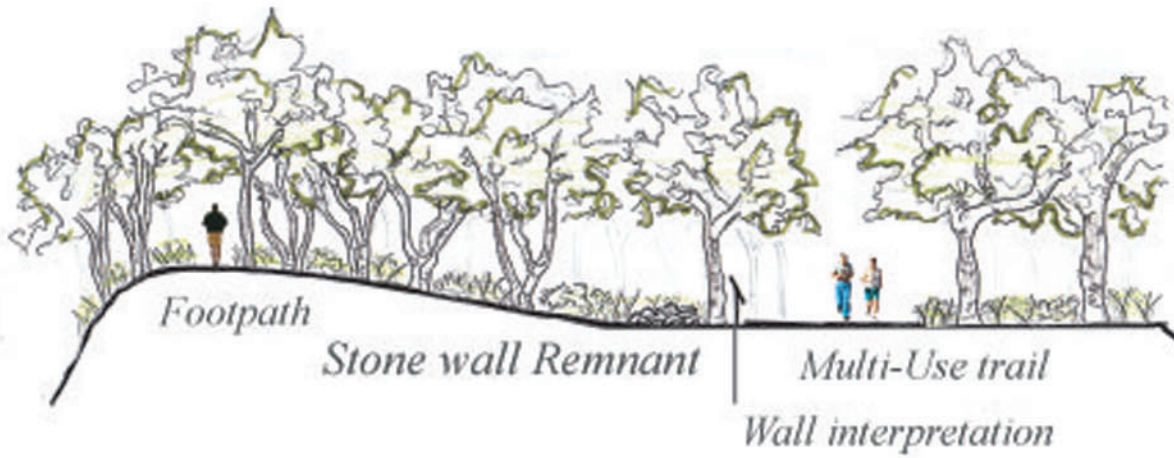 Footpath
Stone wall Remnant
Multi-Use trail
Wall interpretation